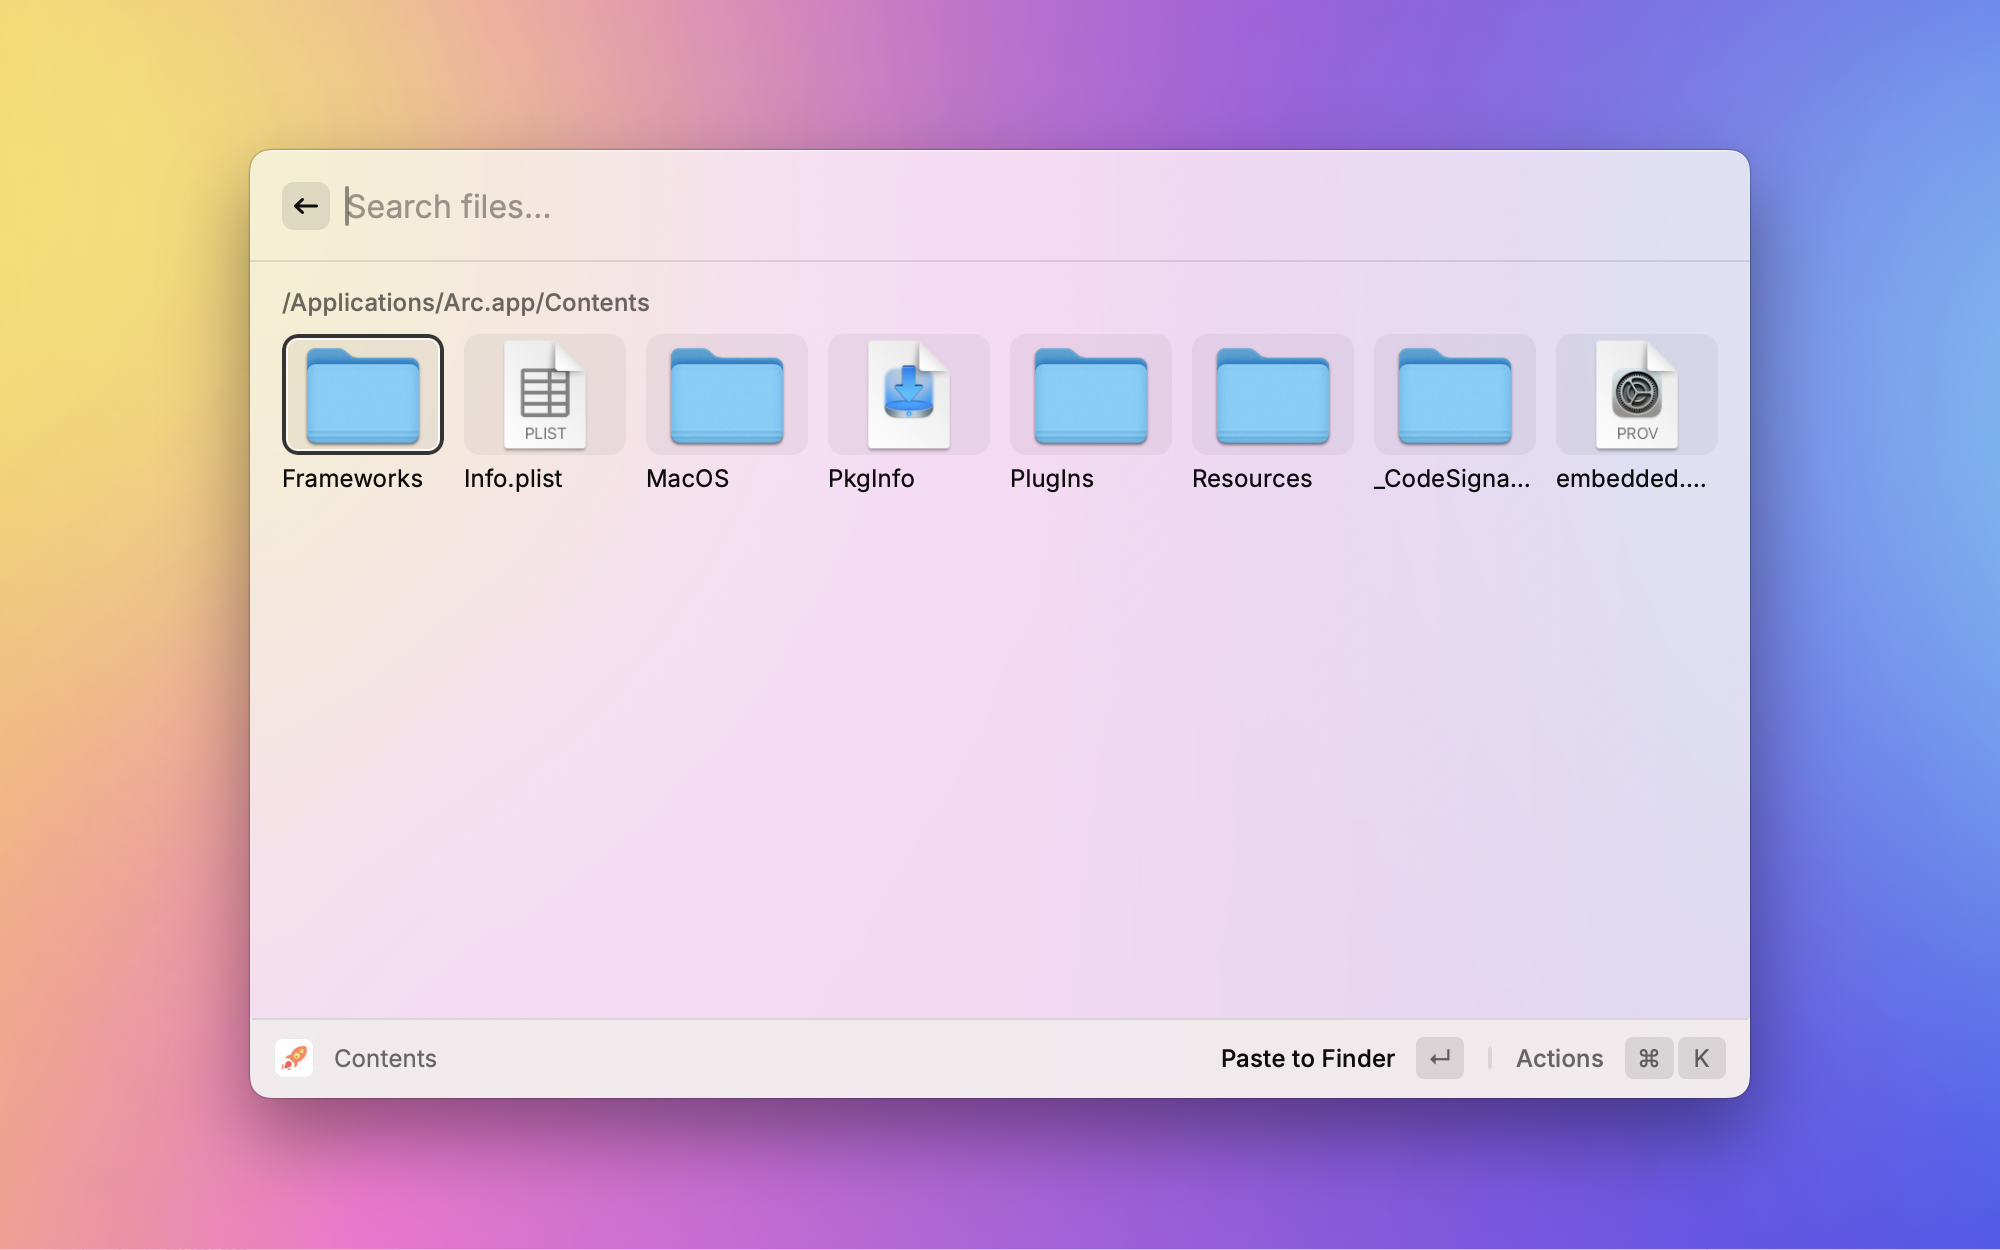 Search files...
/Applications/Arc.app/Contents
PLIST
PROV
Frameworks Info.plist MacOS PkgInfo PlugIns Resources _CodeSigna... embedded....
Contents Paste to Finder ↵ Actions ⌘ K